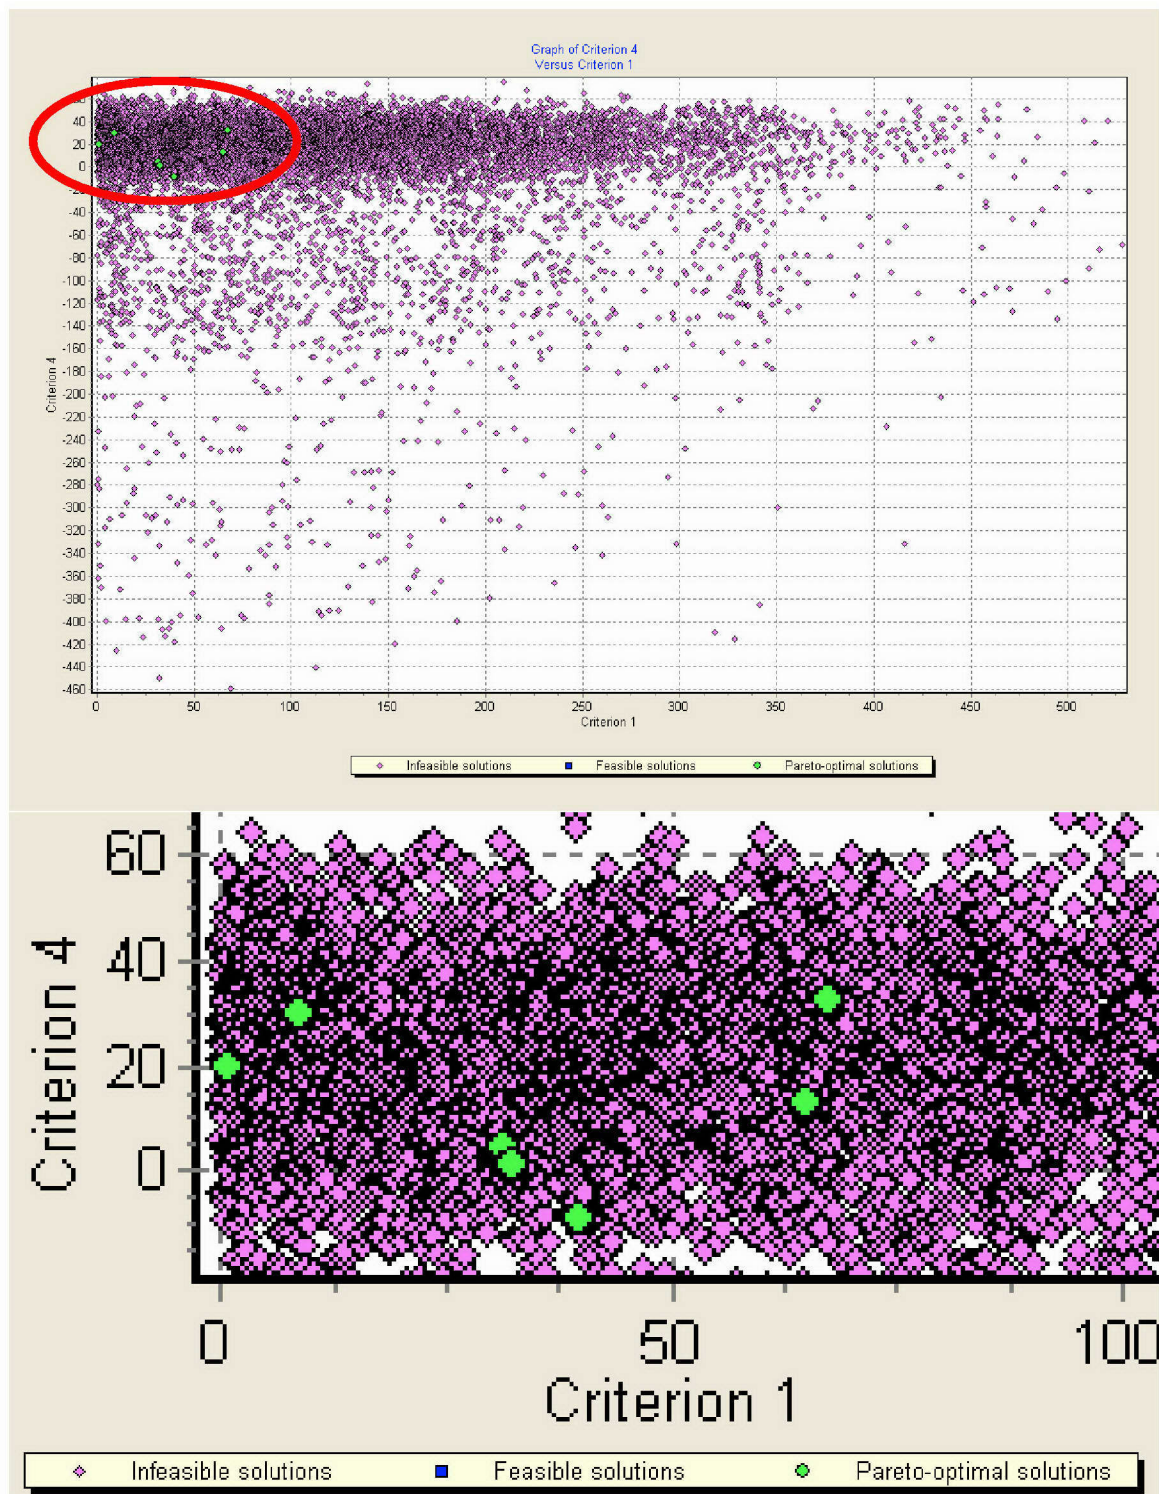 Graph of Criterion 4
Versus Criterion 1
40
20
0
-40
-60
-80
-100
-120
-140
-160
-180
-200
-220
-240
-260
-280
-300
-320
-340
-360
-380
-400
-420
-440
-460
Criterion 4
0 50 100 150 200 250 300 350 400 450 500
Criterion 1
Infeasible solutions Feasible solutions Pareto-optimal solutions
60
40
20
0
Criterion 4
0 50 100
Criterion 1
Infeasible solutions Feasible solutions Pareto-optimal solutions